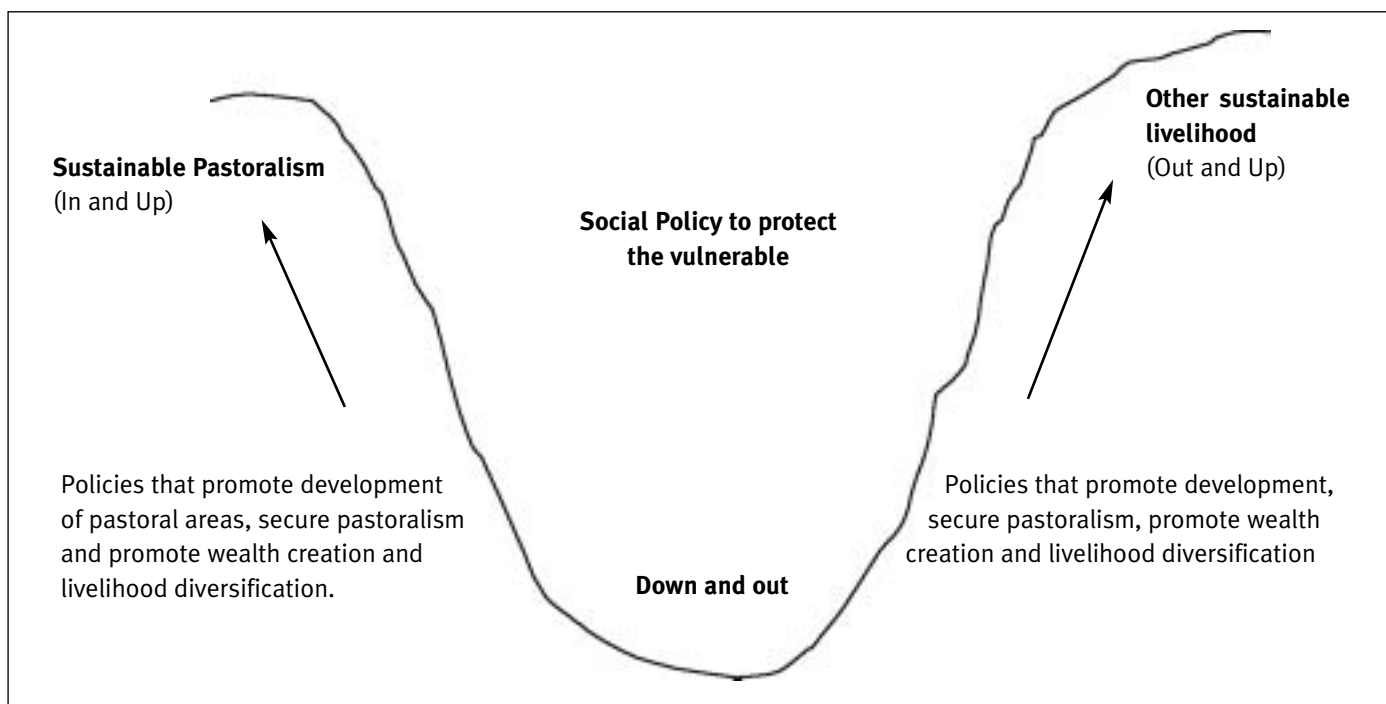 Sustainable Pastoralism
(In and Up)
Policies that promote development
of pastoral areas, secure pastoralism
and promote wealth creation and
livelihood diversification.
Social Policy to protect
the vulnerable
Down and out
Other sustainable
livelihood
(Out and Up)
Policies that promote development,
secure pastoralism, promote wealth
creation and livelihood diversification